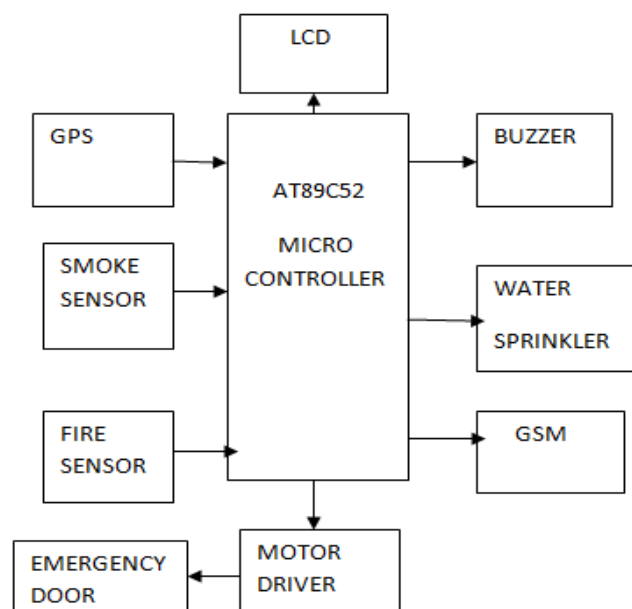 LCD
GPS
AT89C52
MICRO
CONTROLLER
BUZZER
SMOKE
SENSOR
WATER
SPRINKLER
FIRE
SENSOR
GSM
EMERGENCY
DOOR
MOTOR
DRIVER